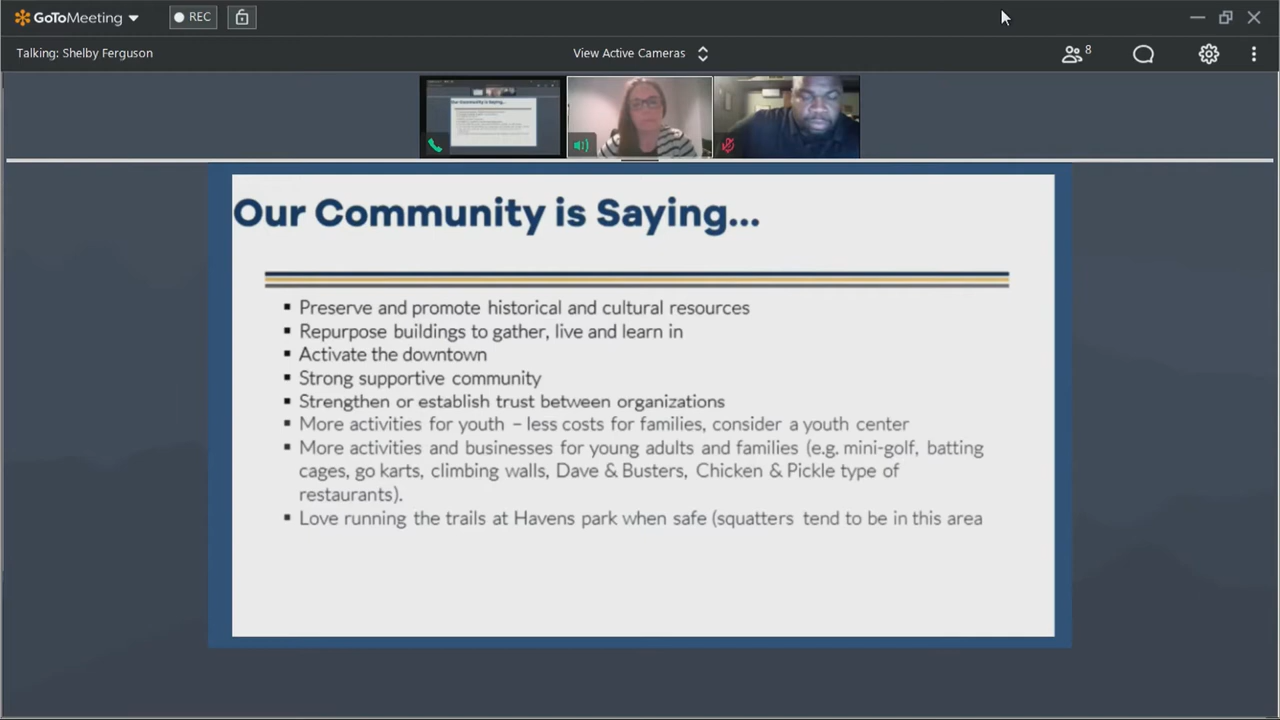 GoToMeeting
REC
Talking: Shelby Ferguson
View Active Cameras
8
Our Community is Saying...
Our Community is Saying...
▪ Preserve and promote historical and cultural resources
▪ Repurpose buildings to gather, live and learn in
▪ Activate the downtown
▪ Strong supportive community
▪ Strengthen or establish trust between organizations
▪ More activities for youth – less costs for families, consider a youth center
▪ More activities and businesses for young adults and families (e.g. mini-golf, batting
cages, go karts, climbing walls, Dave & Busters, Chicken & Pickle type of
restaurants).
▪ Love running the trails at Havens park when safe (squatters tend to be in this area